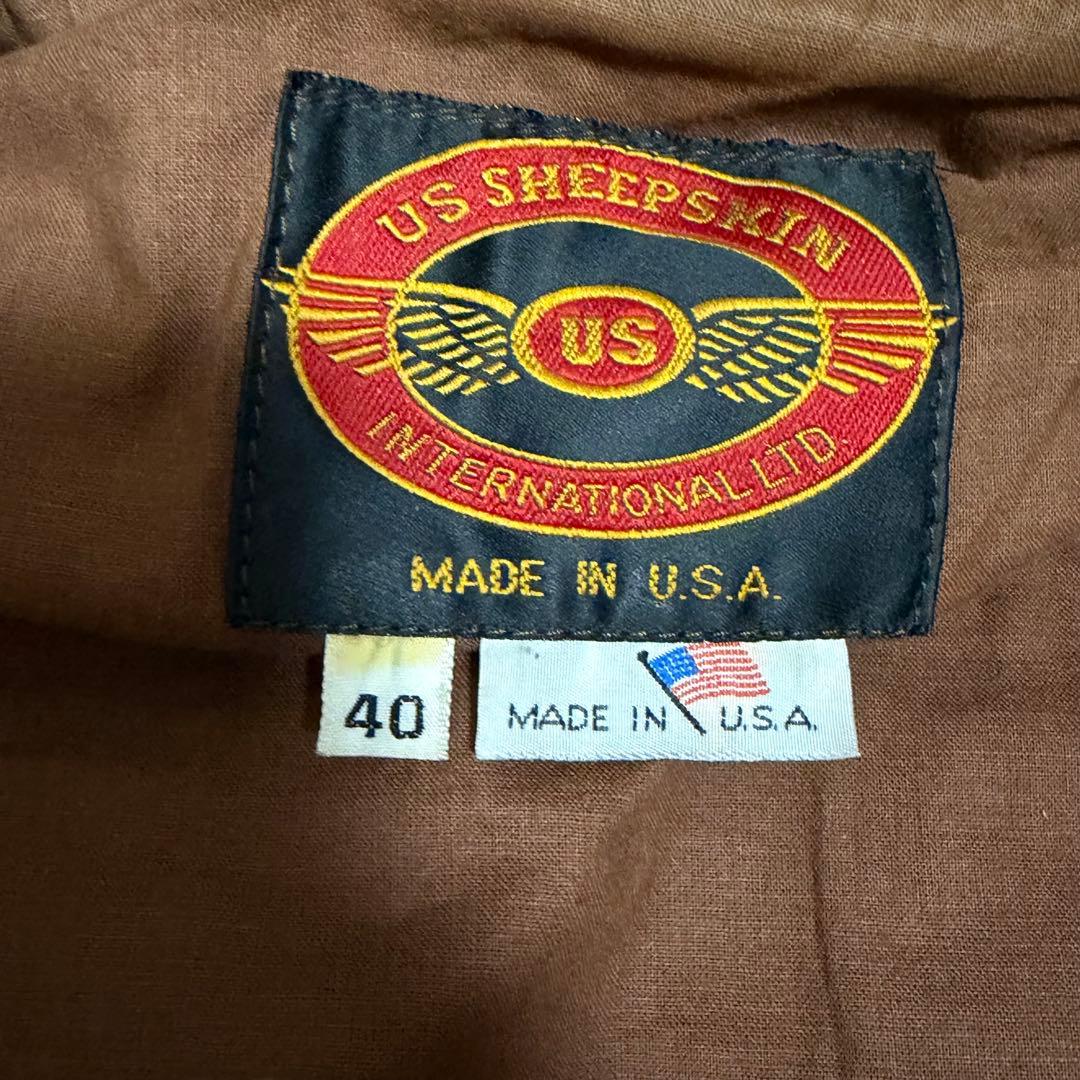 US SHEEPSKIN
US
INTERNATIONAL LTD.
MADE IN U.S.A.
40
MADE IN U.S.A.